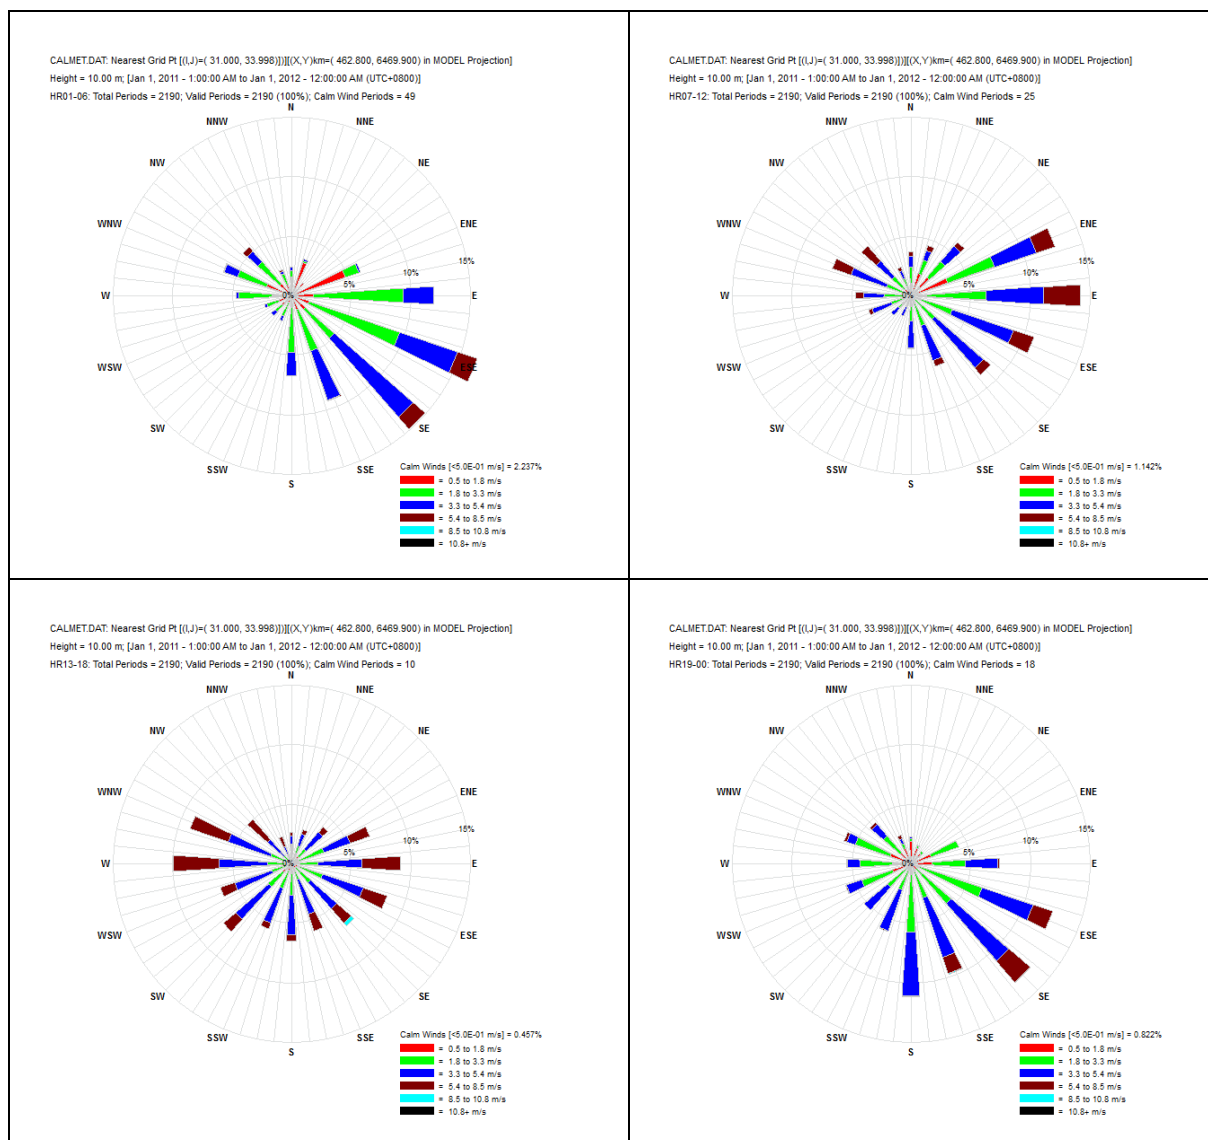 CALMET.DAT: Nearest Grid Pt [(I,J)=( 31.000, 33.998)])][(X,Y)km=( 462.800, 6469.900) in MODEL Projection]
Height = 10.00 m; [Jan 1, 2011 - 1:00:00 AM to Jan 1, 2012 - 12:00:00 AM (UTC+0800)]
HR01-06: Total Periods = 2190; Valid Periods = 2190 (100%); Calm Wind Periods = 49
N
NNW NNE
NW NE
WNW ENE
15%
10%
5%
W 0% E
WSW ESE
SW SE
SSW SSE
S
Calm Winds [<5.0E-01 m/s] = 2.237%
= 0.5 to 1.8 m/s
= 1.8 to 3.3 m/s
= 3.3 to 5.4 m/s
= 5.4 to 8.5 m/s
= 8.5 to 10.8 m/s
= 10.8+ m/s
CALMET.DAT: Nearest Grid Pt [(I,J)=( 31.000, 33.998)])][(X,Y)km=( 462.800, 6469.900) in MODEL Projection]
Height = 10.00 m; [Jan 1, 2011 - 1:00:00 AM to Jan 1, 2012 - 12:00:00 AM (UTC+0800)]
HR07-12: Total Periods = 2190; Valid Periods = 2190 (100%); Calm Wind Periods = 25
N
NNW NNE
NW NE
WNW ENE
15%
10%
5%
W 0% E
WSW ESE
SW SE
SSW SSE
S
Calm Winds [<5.0E-01 m/s] = 1.142%
= 0.5 to 1.8 m/s
= 1.8 to 3.3 m/s
= 3.3 to 5.4 m/s
= 5.4 to 8.5 m/s
= 8.5 to 10.8 m/s
= 10.8+ m/s
CALMET.DAT: Nearest Grid Pt [(I,J)=( 31.000, 33.998)])][(X,Y)km=( 462.800, 6469.900) in MODEL Projection]
Height = 10.00 m; [Jan 1, 2011 - 1:00:00 AM to Jan 1, 2012 - 12:00:00 AM (UTC+0800)]
HR13-18: Total Periods = 2190; Valid Periods = 2190 (100%); Calm Wind Periods = 10
N
NNW NNE
NW NE
WNW ENE
15%
10%
5%
W 0% E
WSW ESE
SW SE
SSW SSE
S
Calm Winds [<5.0E-01 m/s] = 0.457%
= 0.5 to 1.8 m/s
= 1.8 to 3.3 m/s
= 3.3 to 5.4 m/s
= 5.4 to 8.5 m/s
= 8.5 to 10.8 m/s
= 10.8+ m/s
CALMET.DAT: Nearest Grid Pt [(I,J)=( 31.000, 33.998)])][(X,Y)km=( 462.800, 6469.900) in MODEL Projection]
Height = 10.00 m; [Jan 1, 2011 - 1:00:00 AM to Jan 1, 2012 - 12:00:00 AM (UTC+0800)]
HR19-00: Total Periods = 2190; Valid Periods = 2190 (100%); Calm Wind Periods = 18
N
NNW NNE
NW NE
WNW ENE
15%
10%
5%
W 0% E
WSW ESE
SW SE
SSW SSE
S
Calm Winds [<5.0E-01 m/s] = 0.822%
= 0.5 to 1.8 m/s
= 1.8 to 3.3 m/s
= 3.3 to 5.4 m/s
= 5.4 to 8.5 m/s
= 8.5 to 10.8 m/s
= 10.8+ m/s